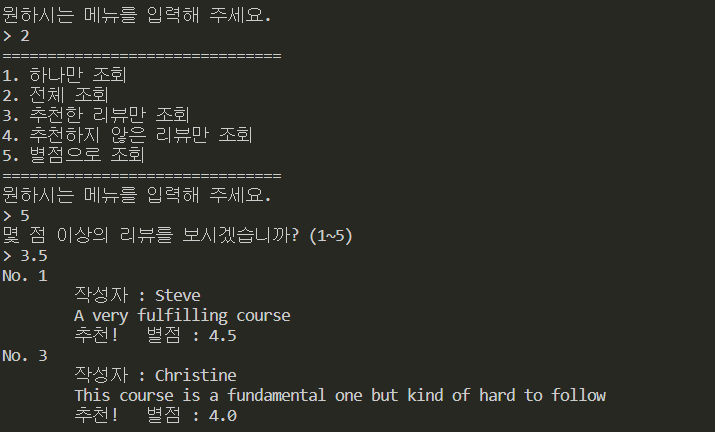 원하시는 메뉴를 입력해 주세요.
> 2
===============================
1. 하나만 조회
2. 전체 조회
3. 추천한 리뷰만 조회
4. 추천하지 않은 리뷰만 조회
5. 별점으로 조회
===============================
원하시는 메뉴를 입력해 주세요.
> 5
몇 점 이상의 리뷰를 보시겠습니까? (1~5)
> 3.5
No. 1
작성자 : Steve
A very fulfilling course
추천! 별점 : 4.5
No. 3
작성자 : Christine
This course is a fundamental one but kind of hard to follow
추천! 별점 : 4.0